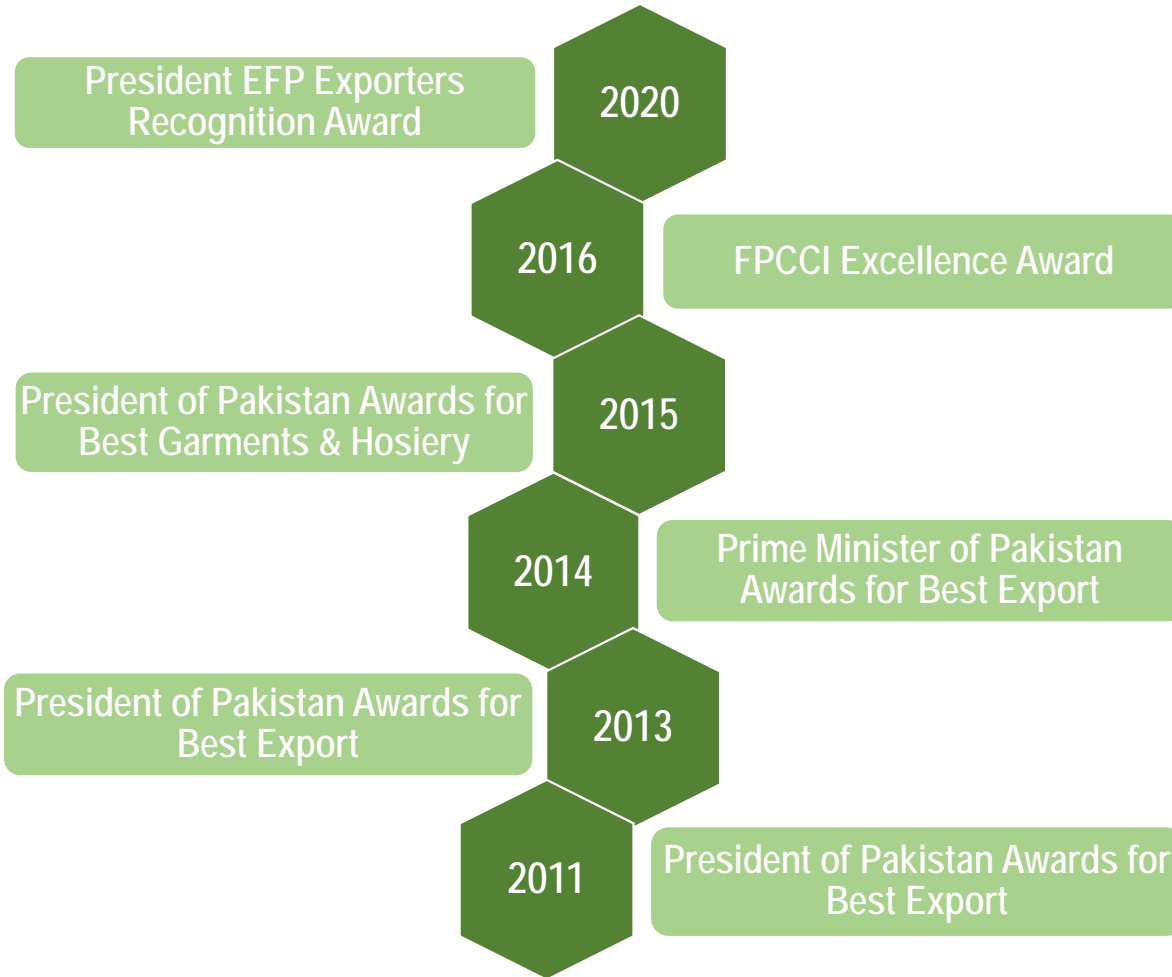 President EFP Exporters
Recognition Award
2020
2016
FPCCI Excellence Award
President of Pakistan Awards for
Best Garments & Hosiery
2015
2014
Prime Minister of Pakistan
Awards for Best Export
President of Pakistan Awards for
Best Export
2013
2011
President of Pakistan Awards for
Best Export